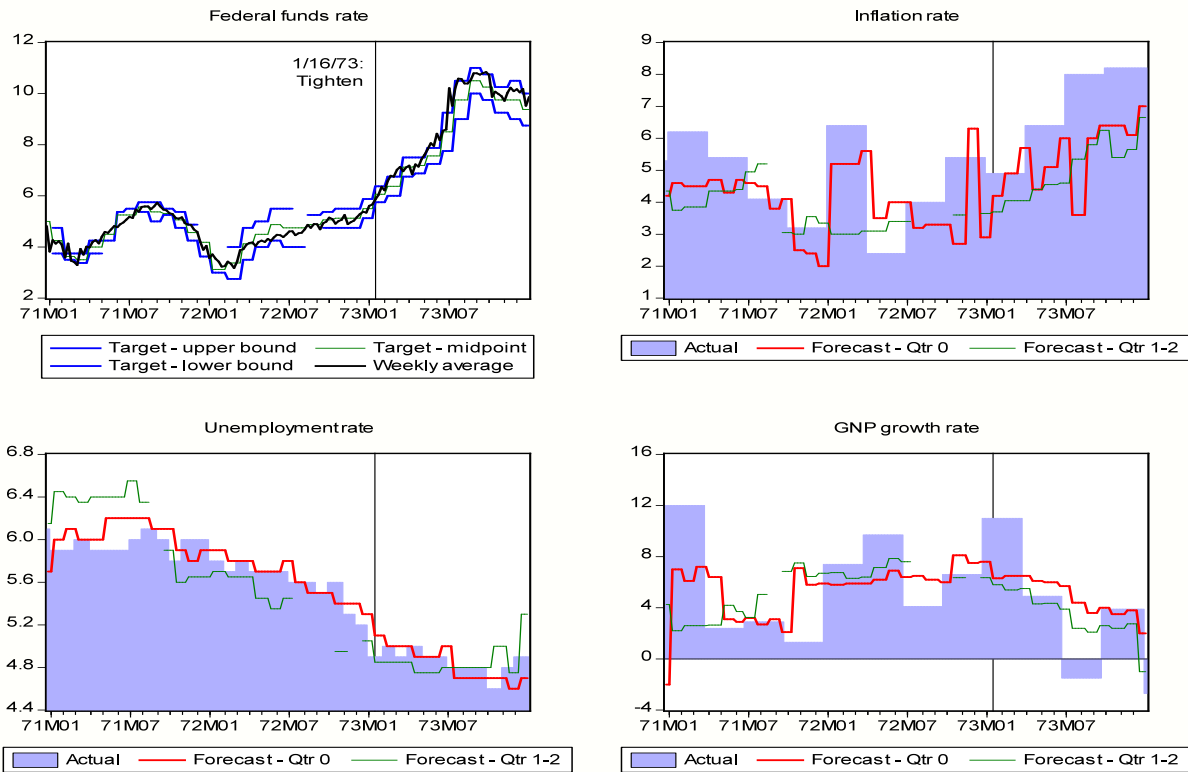 Federal funds rate
12
10
8
6
4
2
1/16/73:
Tighten
71M01 71M07 72M01 72M07 73M01 73M07
Target - upper bound Target - midpoint
Target - lower bound Weekly average
Inflation rate
9
8
7
6
5
4
3
2
1
71M01 71M07 72M01 72M07 73M01 73M07
Actual Forecast - Qtr 0 Forecast - Qtr 1-2
Unemployment rate
6.8
6.4
6.0
5.6
5.2
4.8
4.4
71M01 71M07 72M01 72M07 73M01 73M07
Actual Forecast - Qtr 0 Forecast - Qtr 1-2
GNP growth rate
16
12
8
4
0
-4
71M01 71M07 72M01 72M07 73M01 73M07
Actual Forecast - Qtr 0 Forecast - Qtr 1-2